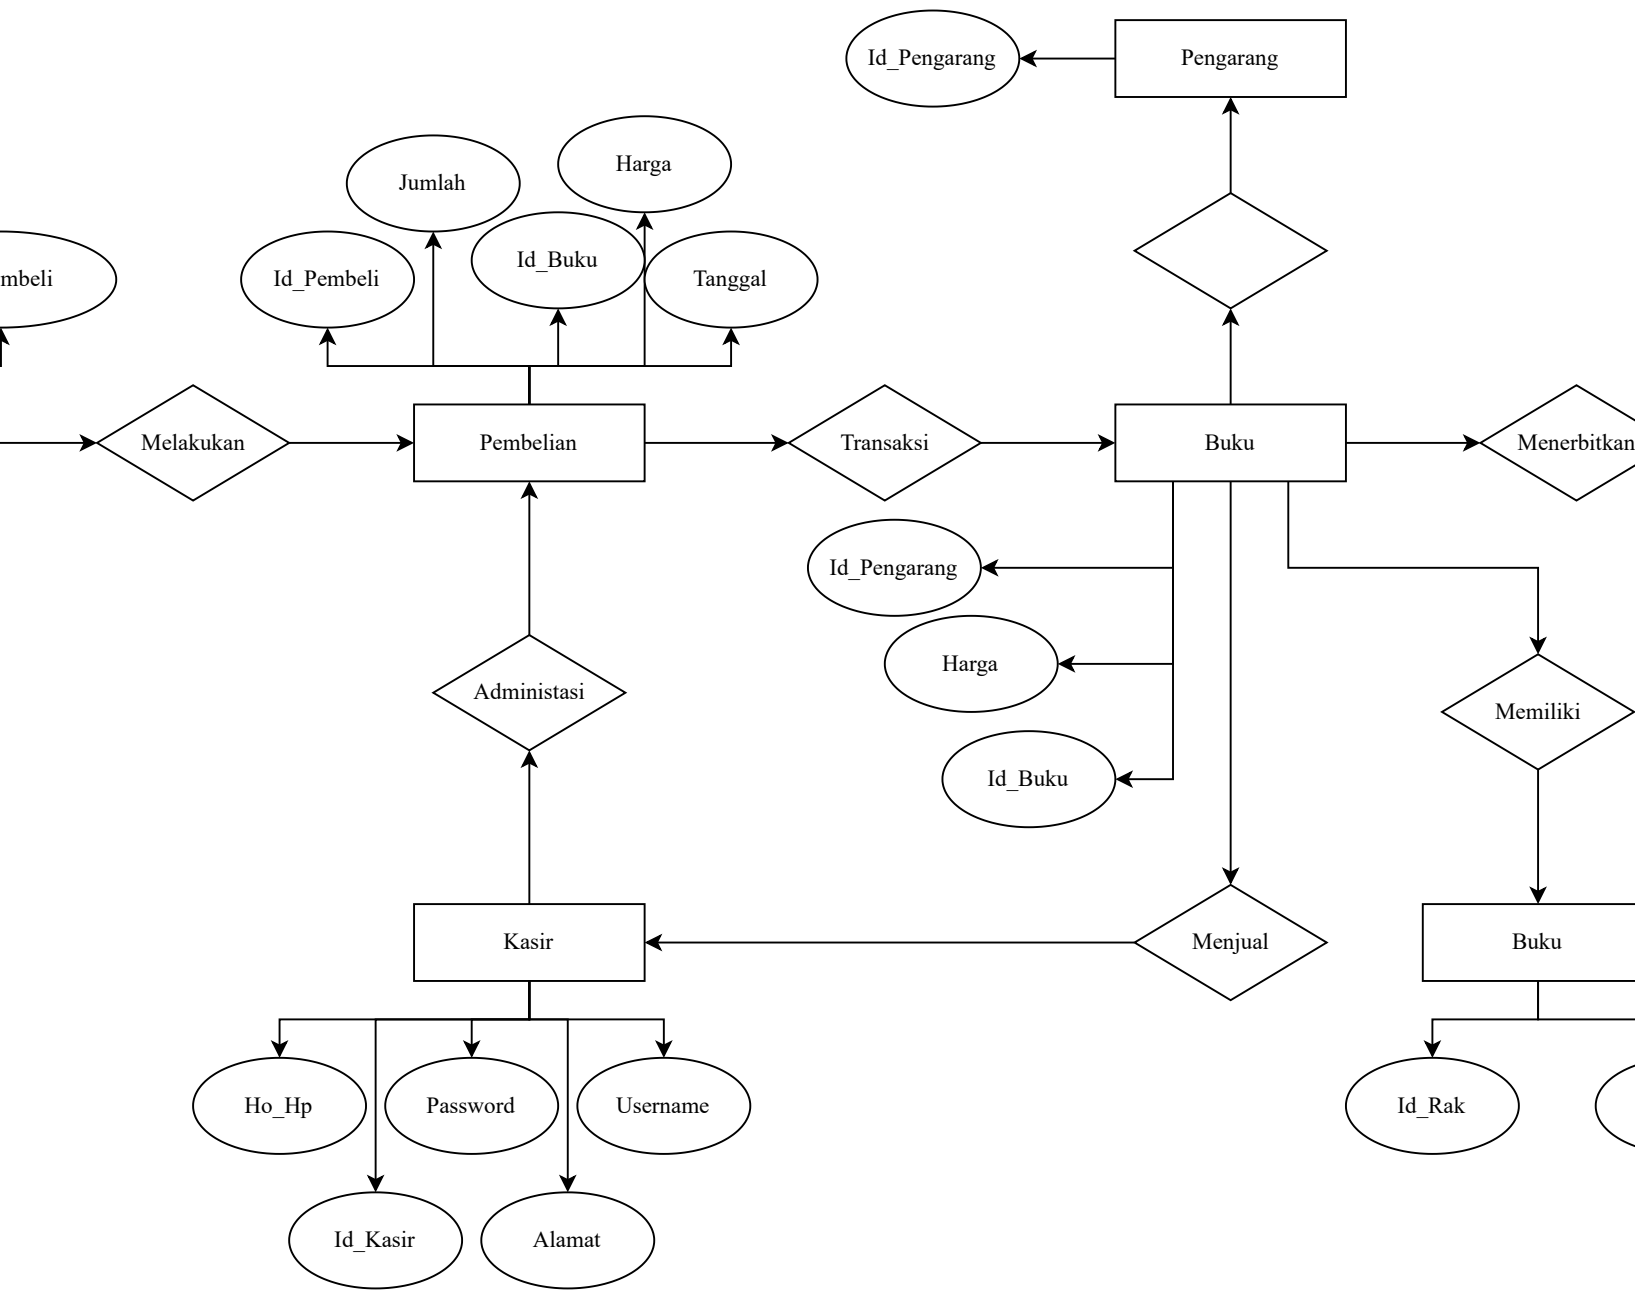 Id_Pengarang
Pengarang
Harga
Jumlah
Id_Buku
mbeli
Id_Pembeli
Tanggal
Melakukan
Pembelian
Transaksi
Buku
Menerbitkan
Id_Pengarang
Harga
Administasi
Memiliki
Id_Buku
Kasir
Menjual
Buku
Ho_Hp
Password
Username
Id_Rak
Id_Kasir
Alamat